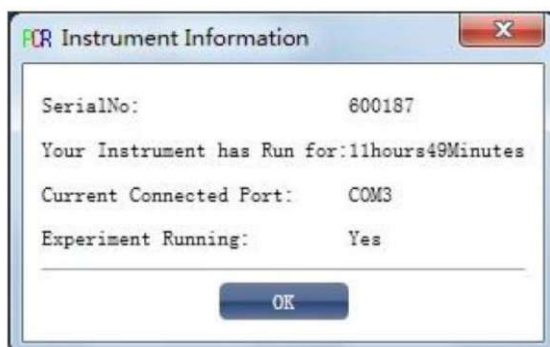 PCR Instrument Information
SerialNo: 600187
Your Instrument has Run for:11hours49Minutes
Current Connected Port: COM3
Experiment Running: Yes
OK